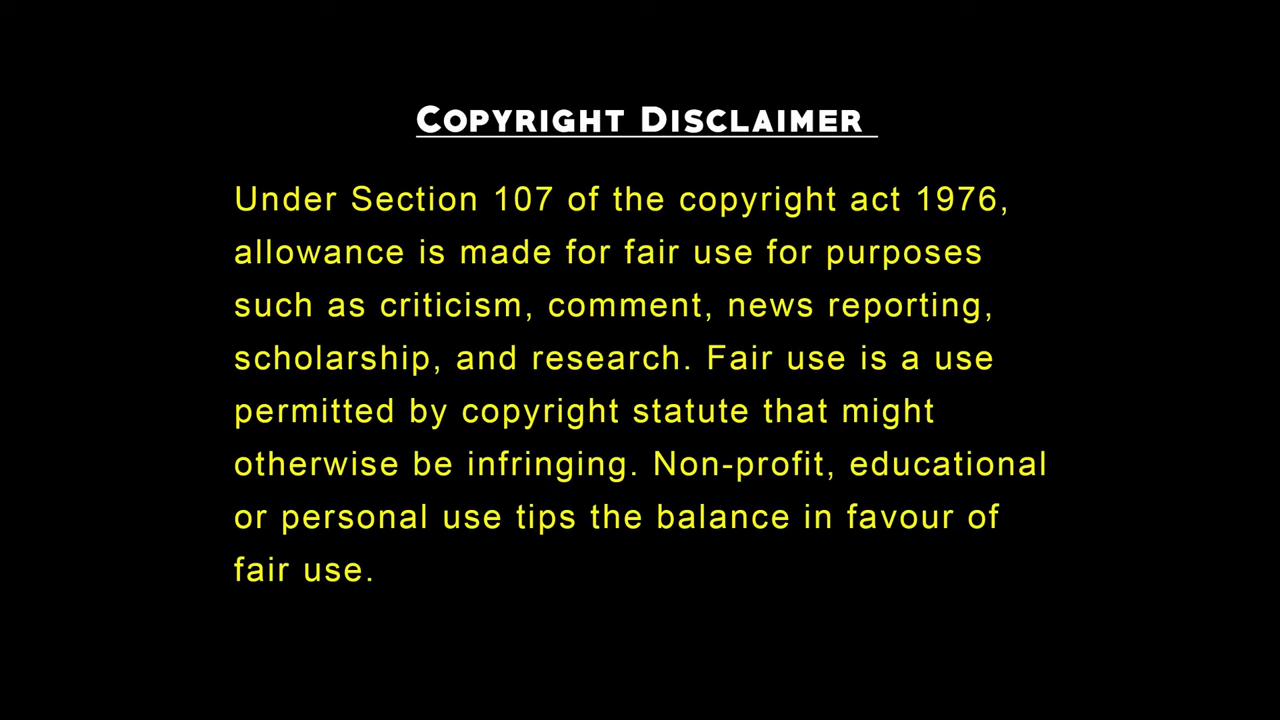 COPYRIGHT DISCLAIMER
Under Section 107 of the copyright act 1976,
allowance is made for fair use for purposes
such as criticism, comment, news reporting,
scholarship, and research. Fair use is a use
permitted by copyright statute that might
otherwise be infringing. Non-profit, educational
or personal use tips the balance in favour of
fair use.